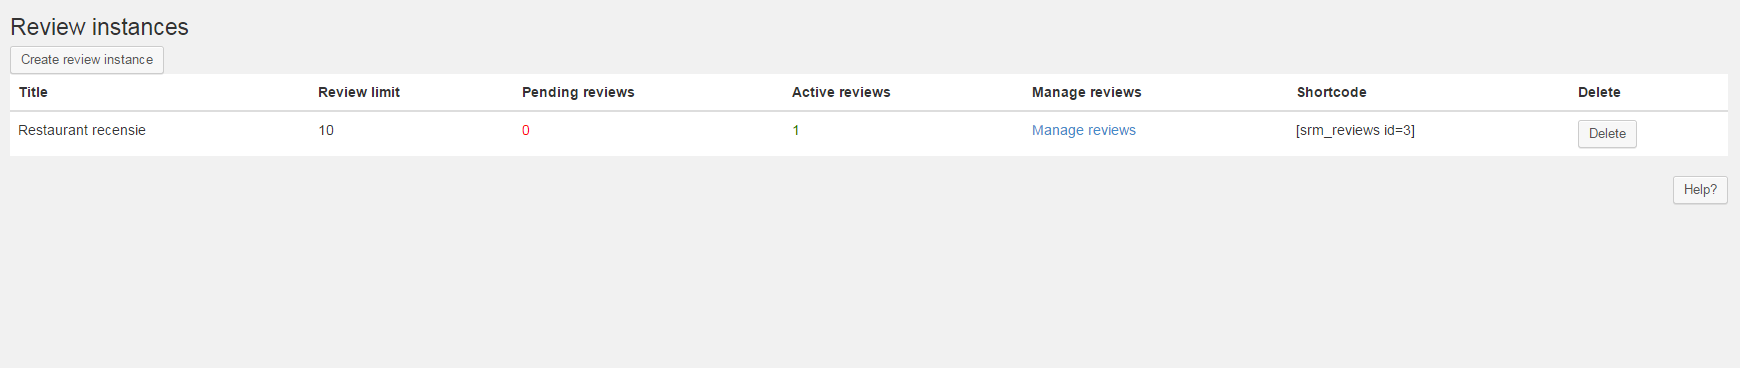 Review instances
Create review instance
Title Review limit Pending reviews Active reviews Manage reviews Shortcode Delete
Restaurant recensie 10 0 1 Manage reviews [srm_reviews id=3] Delete
Help?